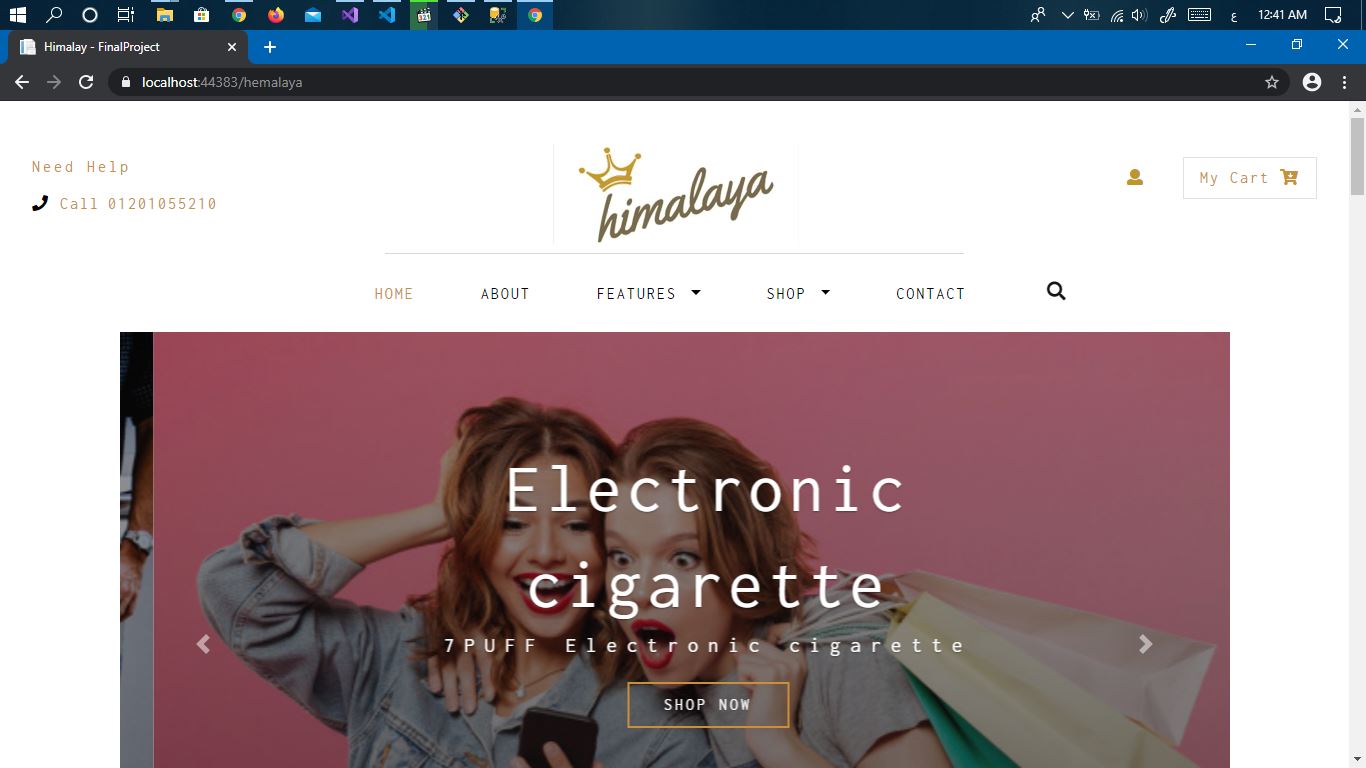 ع
12:41 AM
Himalay - FinalProject
localhost:44383/hemalaya
Need Help
Call 01201055210
himalaya
My Cart
HOME
ABOUT
FEATURES
SHOP
CONTACT
Electronic
cigarette
7PUFF Electronic cigarette
SHOP NOW